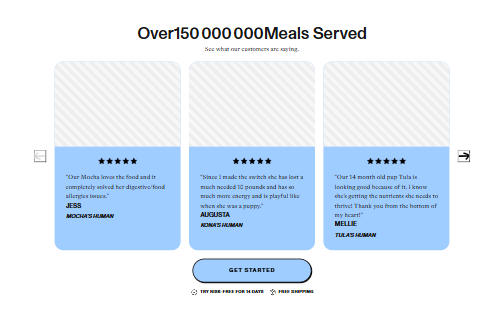 Over150 000 000Meals Served
See what our customers are saying.
"Our Mocha loves the food and it
completely solved her digestive/food
allergies issues."
JESS
MOCHA'S HUMAN
"Since I made the switch she has lost a
much needed 10 pounds and has so
much more energy and is playful like
when she was a puppy."
AUGUSTA
KONA'S HUMAN
"Our 14 month old pup Tula is
looking good because of it. I know
she's getting the nutrients she needs to
thrive! Thank you from the bottom of
my heart!"
MELLIE
TULA'S HUMAN
GET STARTED
TRY RISK-FREE FOR 14 DAYS
FREE SHIPPING